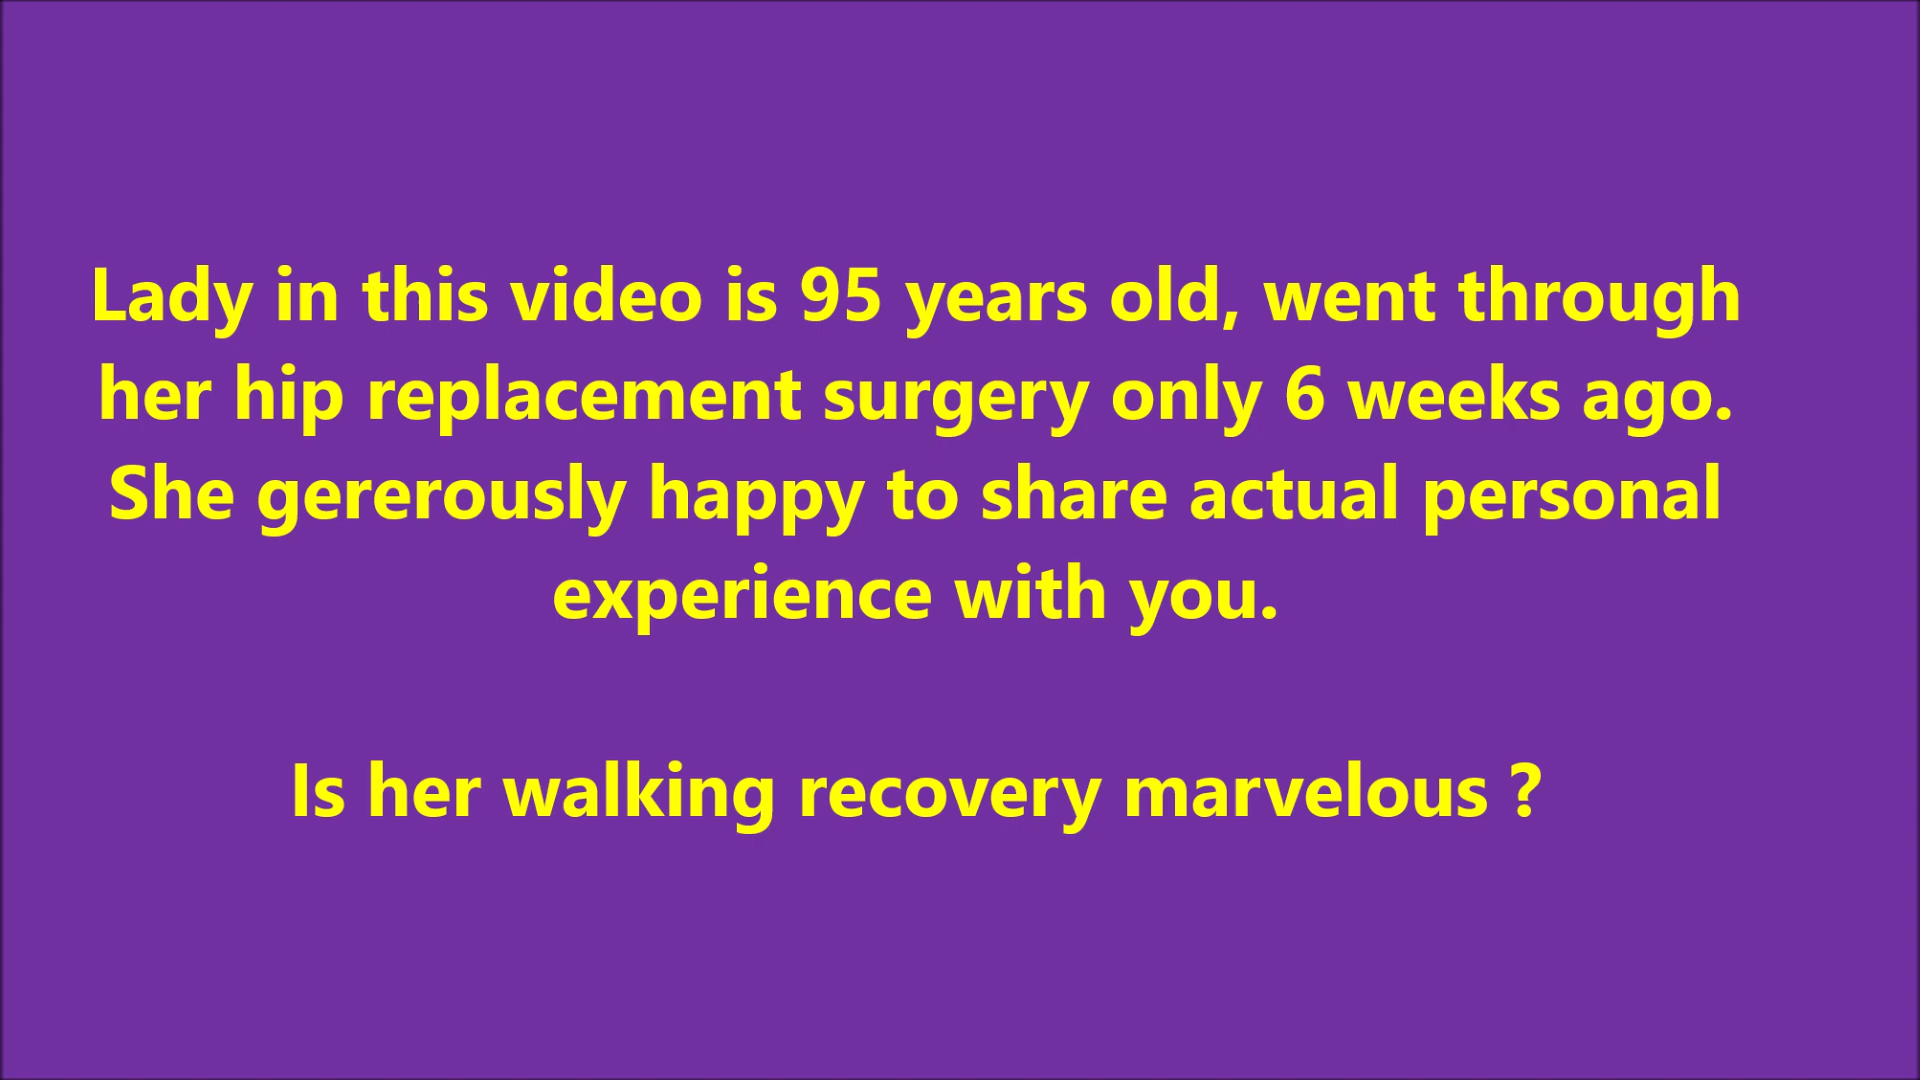 Lady in this video is 95 years old, went through
her hip replacement surgery only 6 weeks ago.
She gererously happy to share actual personal
experience with you.
Is her walking recovery marvelous ?